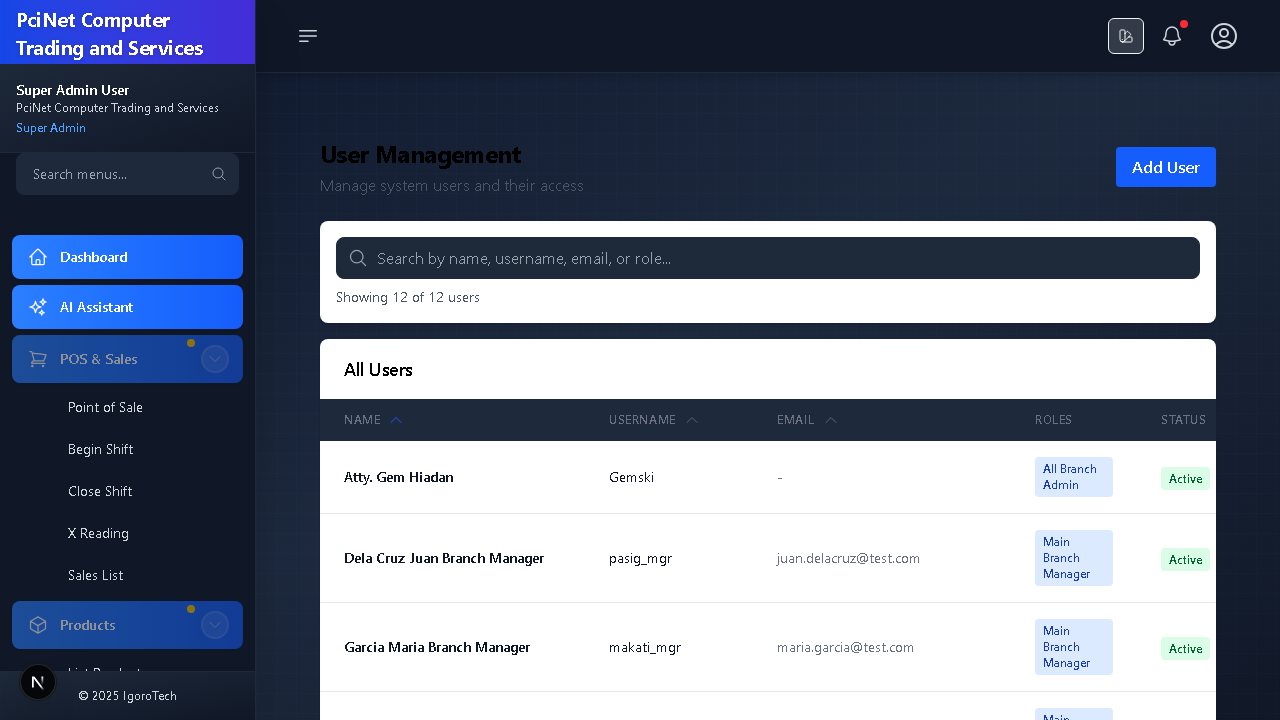 PciNet Computer
Trading and Services
Super Admin User
PciNet Computer Trading and Services
Super Admin
Search menus...
Dashboard
AI Assistant
POS & Sales
Point of Sale
Begin Shift
Close Shift
X Reading
Sales List
Products
N
© 2025 IgoroTech
User Management
Manage system users and their access
Add User
Search by name, username, email, or role...
Showing 12 of 12 users
All Users
NAME USERNAME EMAIL ROLES STATUS
Atty. Gem Hiadan Gemski - All Branch Admin Active
Dela Cruz Juan Branch Manager pasig_mgr juan.delacruz@test.com Main Branch Manager Active
Garcia Maria Branch Manager makati_mgr maria.garcia@test.com Main Branch Manager Active
Main